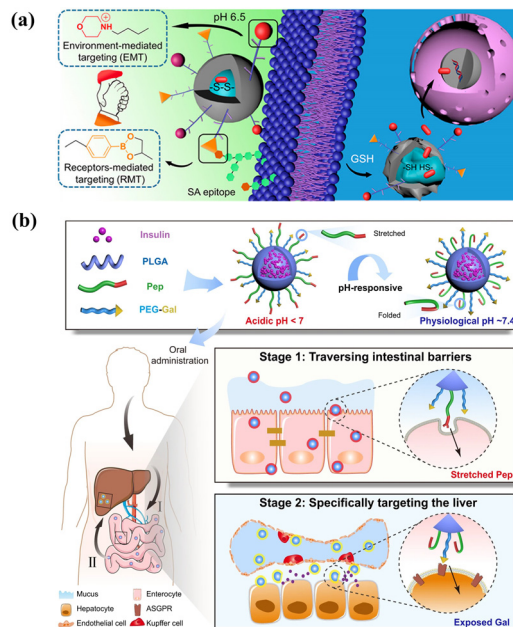 (a)
pH 6.5
O
NH
+
Environment-mediated
targeting (EMT)
-S-S-
B
O
O
Receptors-mediated
targeting (RMT)
SA epitope
GSH
-SH HS-
(b)
Insulin
PLGA
Pep
PEG-Gal
Stretched
pH-responsive
Folded
Acidic pH < 7
Physiological pH ~7.4
Oral
administration
Stage 1: Traversing intestinal barriers
Stretched Pep
I
II
Stage 2: Specifically targeting the liver
Exposed Gal
Mucus
Enterocyte
Hepatocyte
ASGPR
Endothelial cell
Kupffer cell